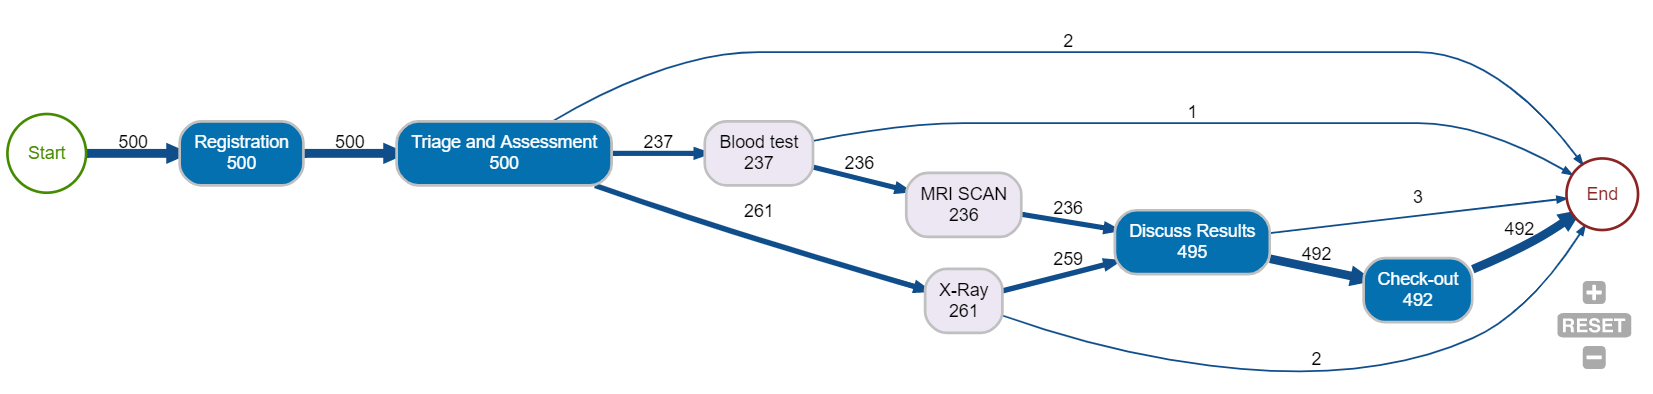 2
1
Start
500
Registration
500
500
Triage and Assessment
500
237
Blood test
237
236
MRI SCAN
236
236
261
X-Ray
261
259
2
Discuss Results
495
3
492
Check-out
492
492
End
+
RESET
−